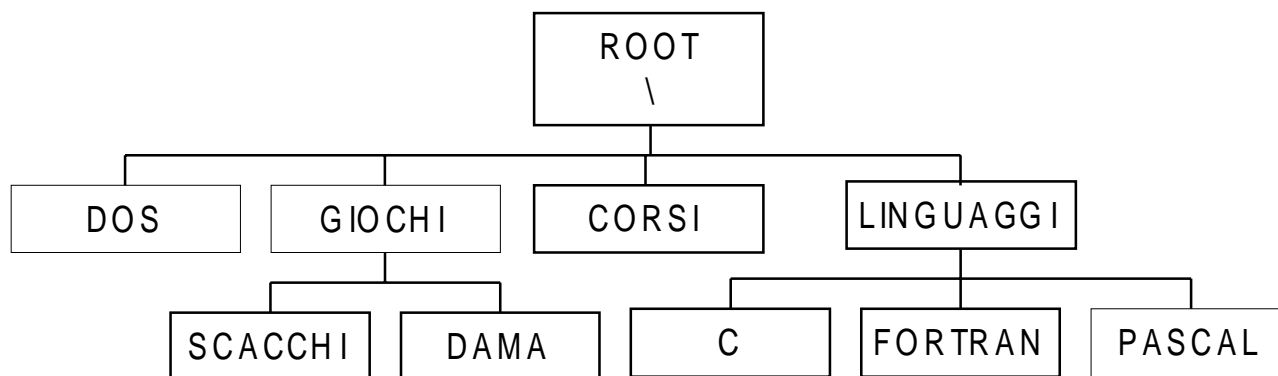 ROOT
\
DOS
GIOCHI
CORSI
LINGUAGGI
SCACCHI
DAMA
C
FORTRAN
PASCAL